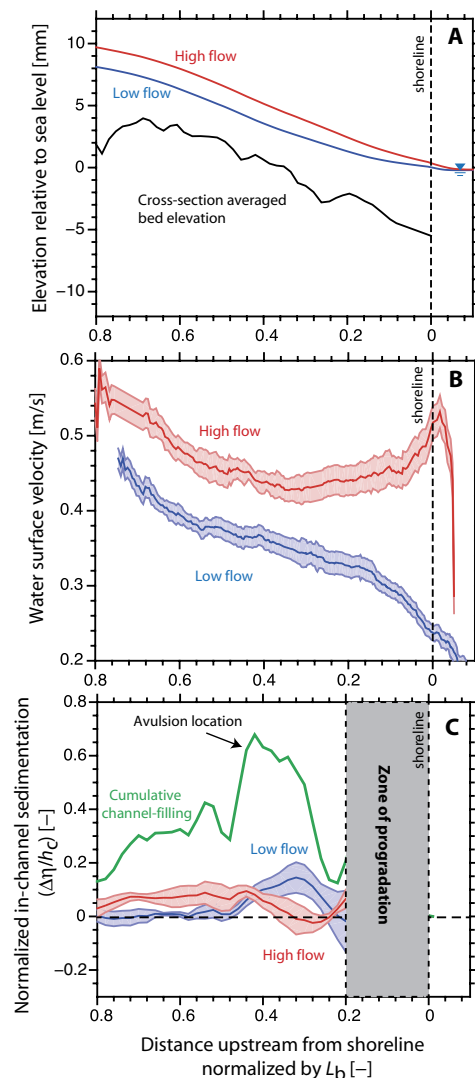 A
10
5
0
−5
−10
Elevation relative to sea level [mm]
High flow
Low flow
shoreline
Cross-section averaged
bed elevation
0.8
0.6
0.4
0.2
0
B
0.6
0.5
0.4
0.3
0.2
Water surface velocity [m/s]
High flow
Low flow
shoreline
0.8
0.6
0.4
0.2
0
C
0.8
0.6
0.4
0.2
0
−0.2
Normalized in-channel sedimentation
(Δη/hc) [−]
Avulsion location
Cumulative
channel-filling
Low flow
High flow
Zone of progradation
shoreline
0.8
0.6
0.4
0.2
0
Distance upstream from shoreline
normalized by Lb [−]